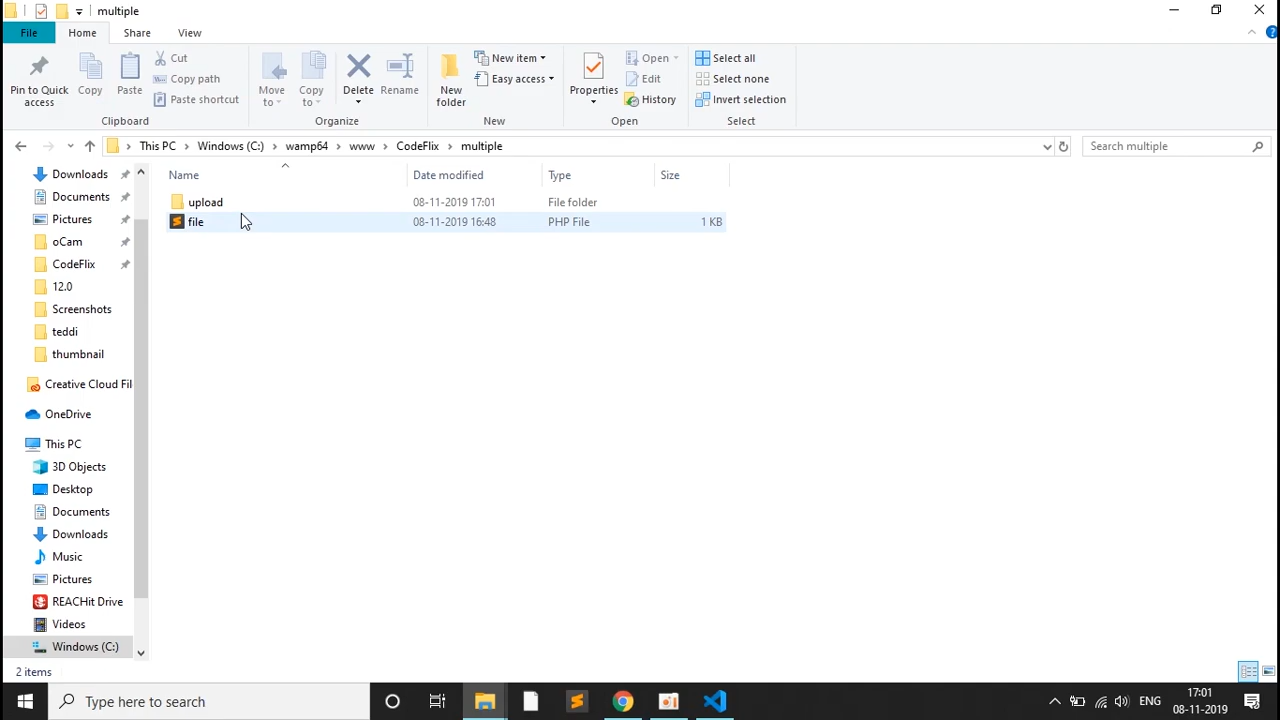 multiple
File Home Share View
Pin to Quick access
Copy
Paste
Cut
Copy path
Paste shortcut
Clipboard
Move to
Copy to
Delete
Rename
Organize
New folder
New item
Easy access
New
Properties
Open
Edit
History
Open
Select all
Select none
Invert selection
Select
This PC > Windows (C:) > wamp64 > www > CodeFlix > multiple
Search multiple
Name Date modified Type Size
upload 08-11-2019 17:01 File folder
file 08-11-2019 16:48 PHP File 1 KB
Downloads
Documents
Pictures
oCam
CodeFlix
12.0
Screenshots
teddi
thumbnail
Creative Cloud Fil
OneDrive
This PC
3D Objects
Desktop
Documents
Downloads
Music
Pictures
REACHit Drive
Videos
Windows (C:)
2 items
Type here to search
ENG
17:01
08-11-2019